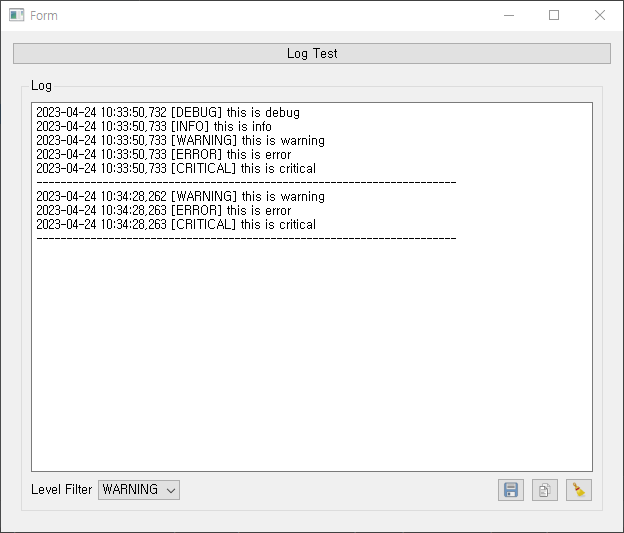 Form
Log Test
Log
2023-04-24 10:33:50,732 [DEBUG] this is debug
2023-04-24 10:33:50,733 [INFO] this is info
2023-04-24 10:33:50,733 [WARNING] this is warning
2023-04-24 10:33:50,733 [ERROR] this is error
2023-04-24 10:33:50,733 [CRITICAL] this is critical
----------------------------------------------------------------------
2023-04-24 10:34:28,262 [WARNING] this is warning
2023-04-24 10:34:28,263 [ERROR] this is error
2023-04-24 10:34:28,263 [CRITICAL] this is critical
----------------------------------------------------------------------
Level Filter WARNING